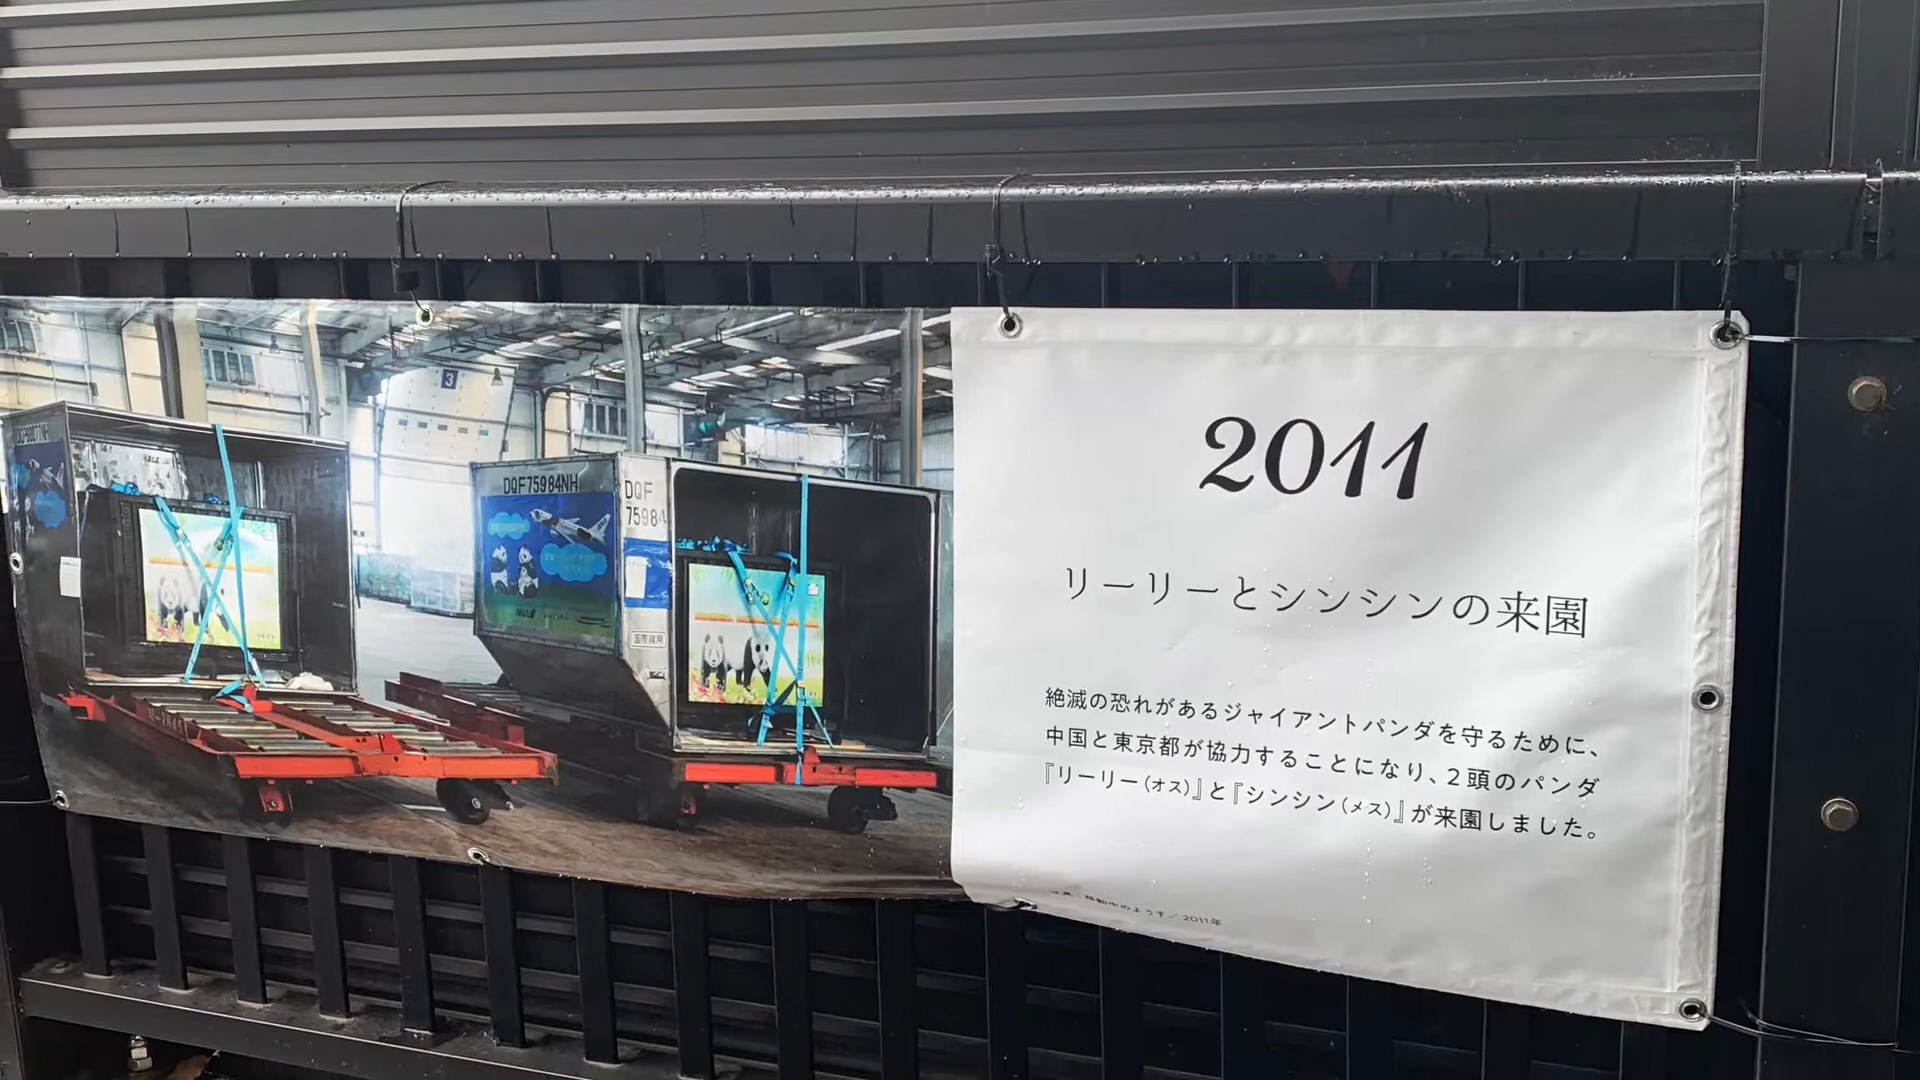 3
DQF75984NH
DQF
75984
国際線用
2011
リーリーとシンシンの来園
絶滅の恐れがあるジャイアントパンダを守るために、
中国と東京都が協力することになり、2頭のパンダ
『リーリー(オス)』と『シンシン(メス)』が来園しました。
移動中のようす/2011年